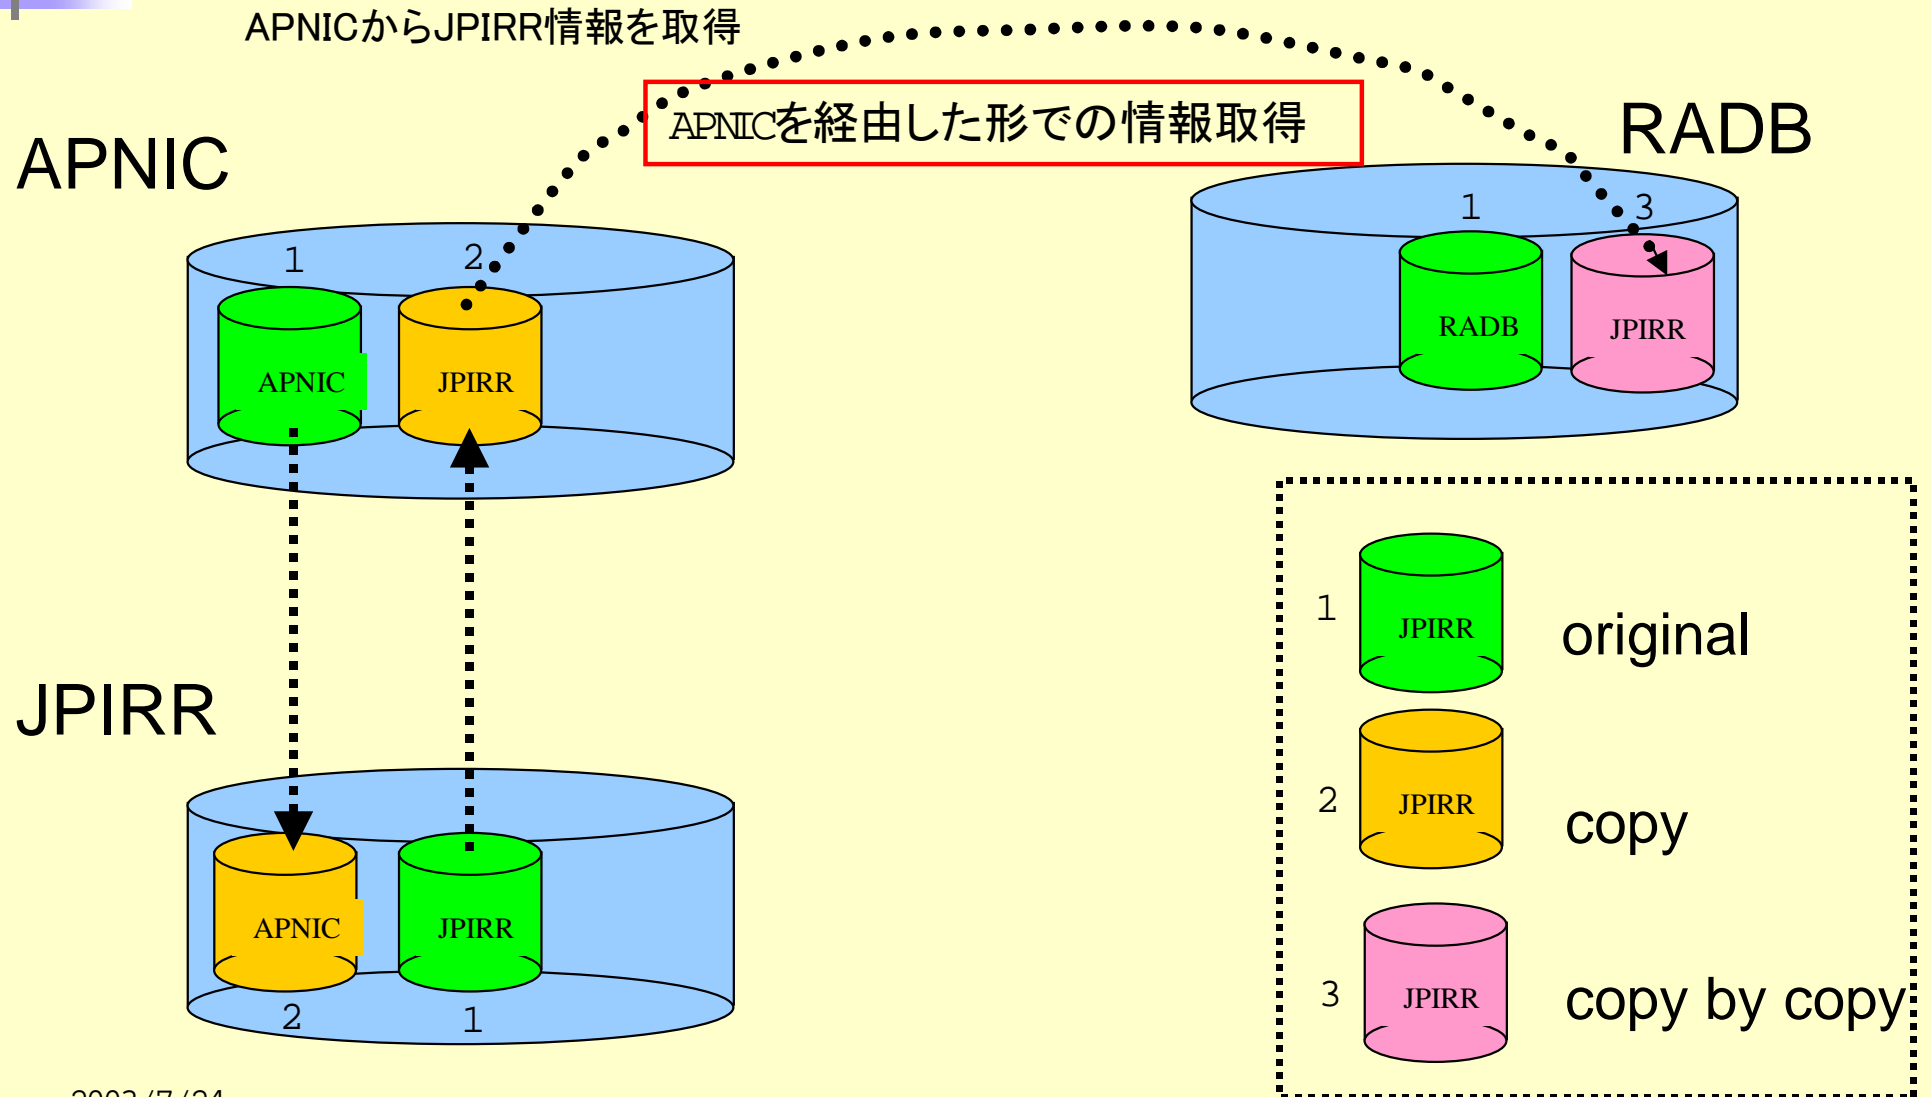 APNICからJPIRR情報を取得
APNICを経由した形での情報取得
APNIC
RADB
1
2
1
3
APNIC
JPIRR
RADB
JPIRR
JPIRR
APNIC
JPIRR
2
1
1
JPIRR
original
2
JPIRR
copy
3
JPIRR
copy by copy